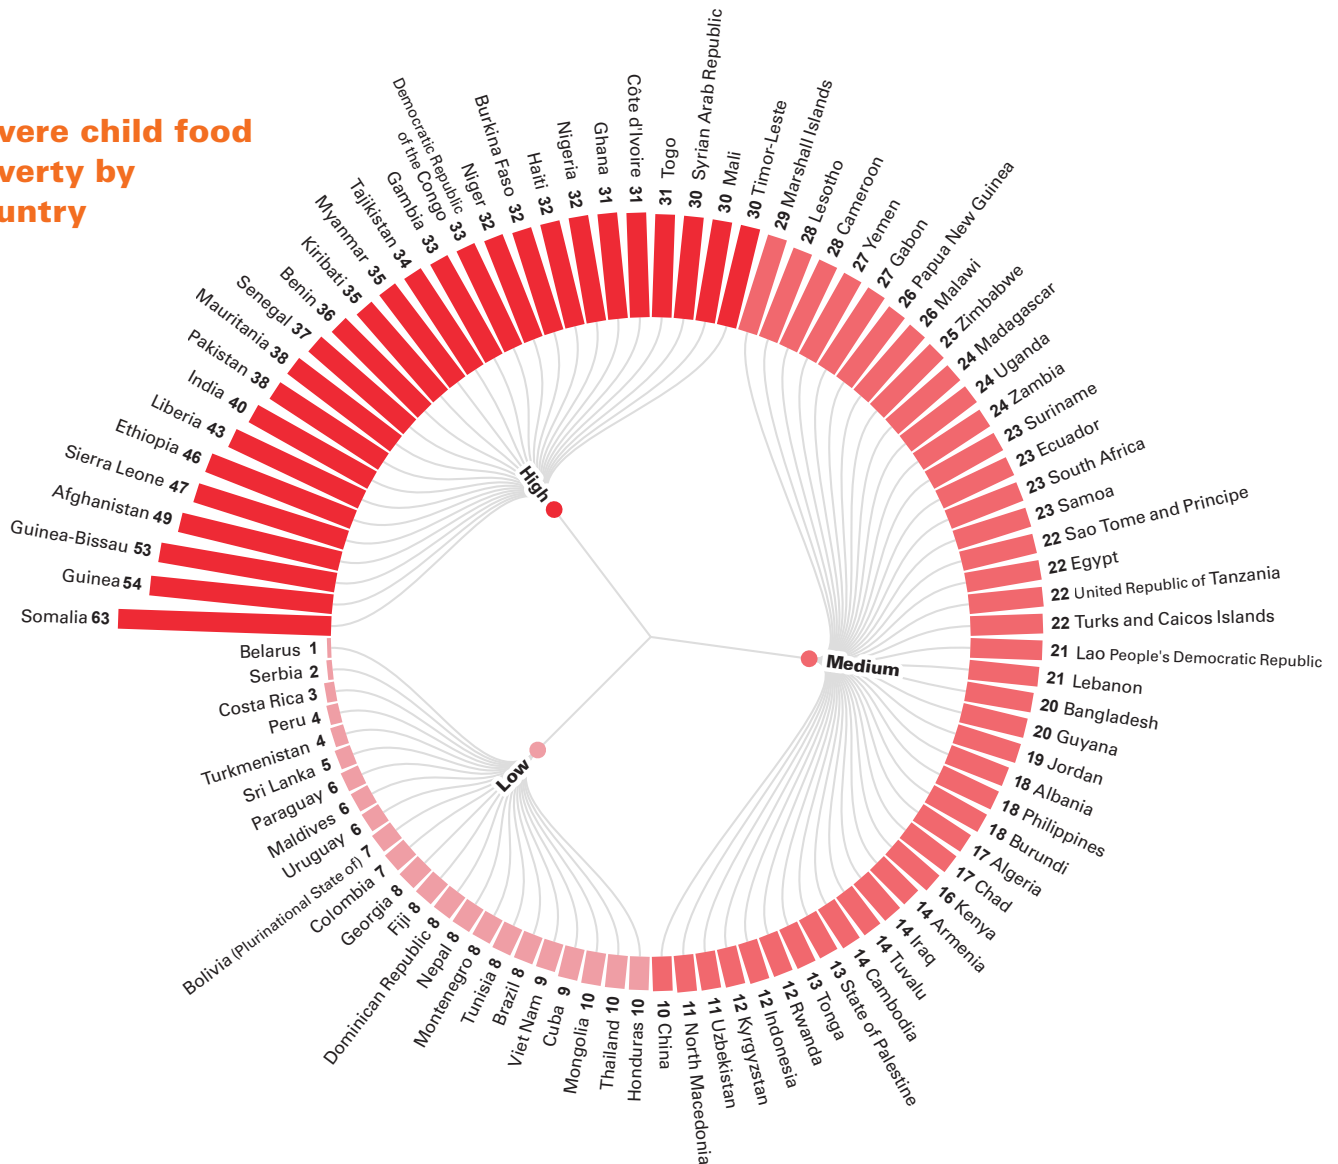 vere child food
verty by
untry
Somalia 63
Guinea 54
Guinea-Bissau 53
Afghanistan 49
Sierra Leone 47
Ethiopia 46
Liberia 43
India 40
Pakistan 38
Mauritania 38
Senegal 37
Benin 36
Kiribati 35
Myanmar 35
Tajikistan 34
Gambia 33
Democratic Republic
of the Congo 33
Niger 32
Burkina Faso 32
Haiti 32
Nigeria 32
Ghana 31
Côte d'Ivoire 31
31 Togo
30 Syrian Arab Republic
30 Mali
30 Timor-Leste
29 Marshall Islands
28 Lesotho
28 Cameroon
27 Yemen
27 Gabon
26 Papua New Guinea
26 Malawi
25 Zimbabwe
24 Madagascar
24 Uganda
24 Zambia
23 Suriname
23 Ecuador
23 South Africa
23 Samoa
22 Sao Tome and Principe
22 Egypt
22 United Republic of Tanzania
22 Turks and Caicos Islands
21 Lao People's Democratic Republic
21 Lebanon
20 Bangladesh
20 Guyana
19 Jordan
18 Albania
18 Philippines
18 Burundi
17 Algeria
17 Chad
16 Kenya
14 Armenia
14 Iraq
14 Tuvalu
14 Cambodia
13 State of Palestine
13 Tonga
12 Rwanda
12 Indonesia
12 Kyrgyzstan
11 Uzbekistan
11 North Macedonia
10 China
Honduras 10
Thailand 10
Mongolia 10
Cuba 9
Viet Nam 9
Brazil 8
Tunisia 8
Montenegro 8
Nepal 8
Dominican Republic 8
Fiji 8
Georgia 8
Colombia 7
Bolivia (Plurinational State of) 7
Uruguay 6
Maldives 6
Paraguay 6
Sri Lanka 5
Turkmenistan 4
Peru 4
Costa Rica 3
Serbia 2
Belarus 1
High
Medium
Low